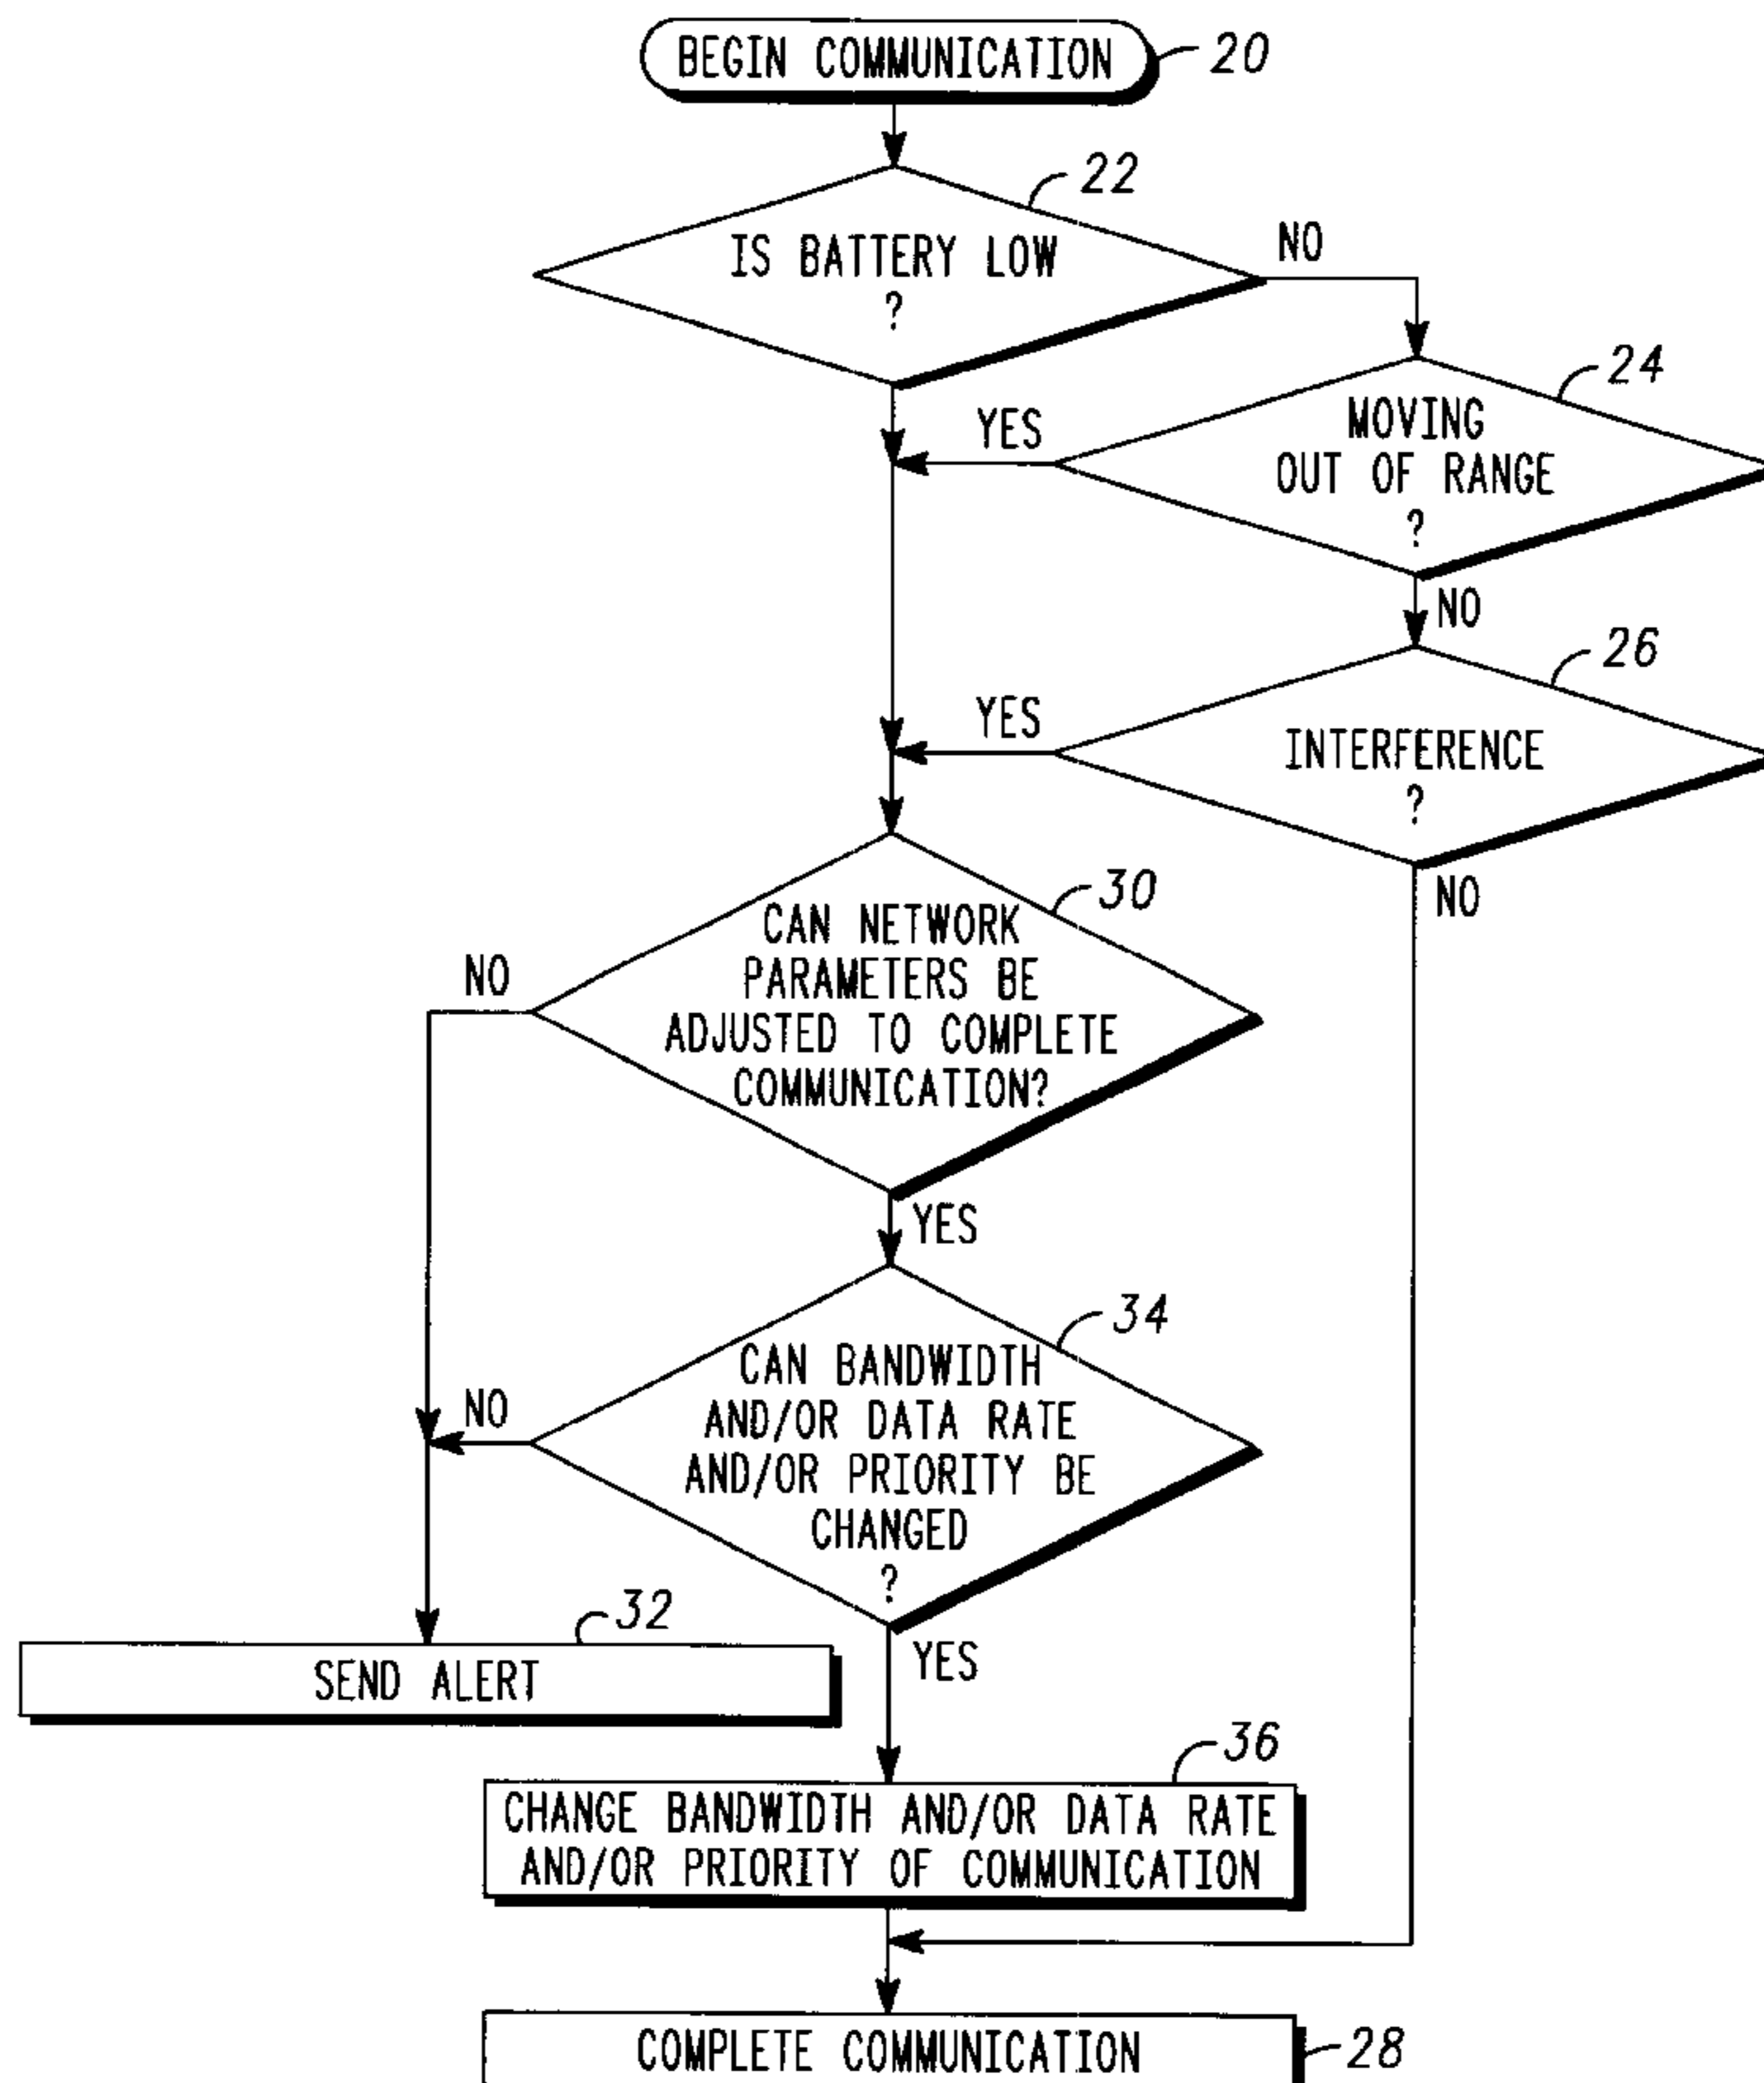 BEGIN COMMUNICATION
20
22
IS BATTERY LOW
?
NO
24
MOVING
OUT OF RANGE
?
YES
NO
26
INTERFERENCE
?
YES
NO
30
CAN NETWORK
PARAMETERS BE
ADJUSTED TO COMPLETE
COMMUNICATION?
NO
YES
34
CAN BANDWIDTH
AND/OR DATA RATE
AND/OR PRIORITY BE
CHANGED
?
NO
YES
32
SEND ALERT
36
CHANGE BANDWIDTH AND/OR DATA RATE
AND/OR PRIORITY OF COMMUNICATION
COMPLETE COMMUNICATION
28